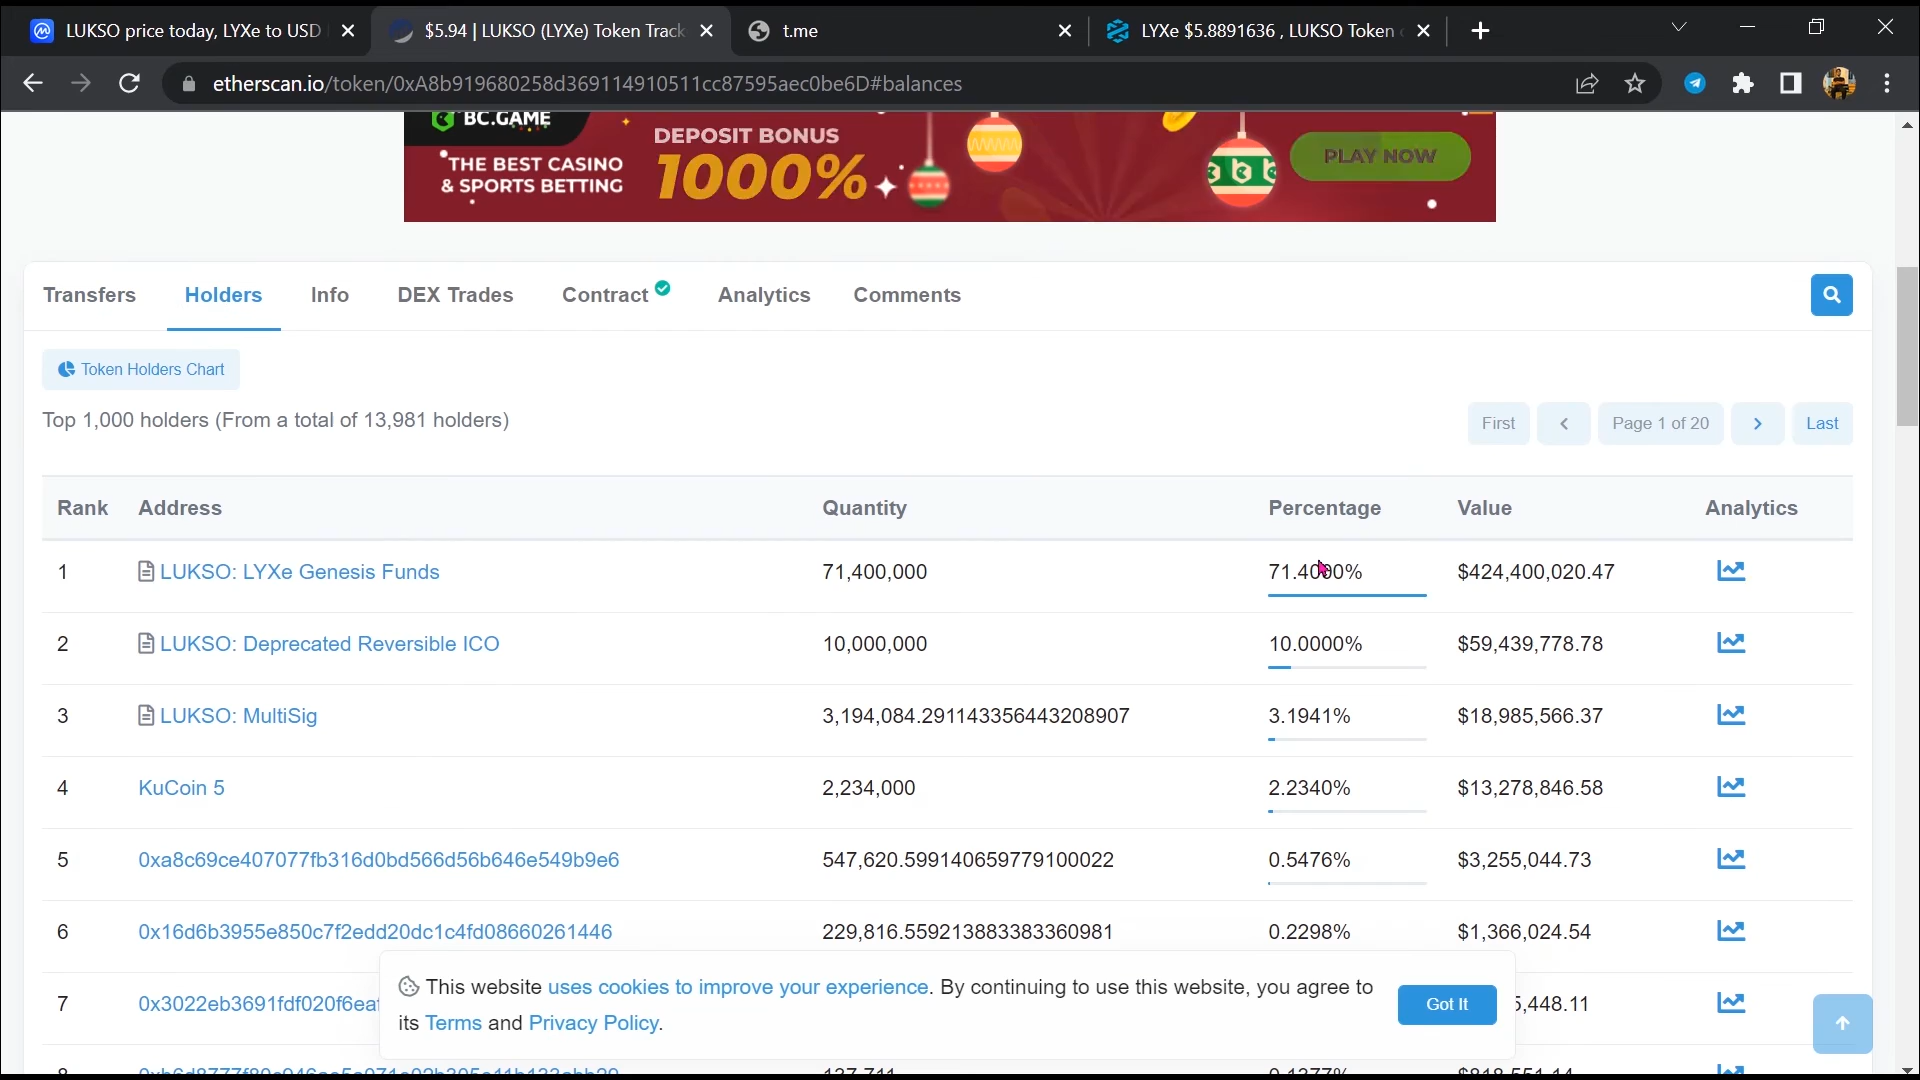 LUKSO price today, LYXe to USD
$5.94 | LUKSO (LYXe) Token Track
t.me
LYXe $5.8891636 , LUKSO Token
etherscan.io/token/0xA8b919680258d369114910511cc87595aec0be6D#balances
BC.GAME
THE BEST CASINO
& SPORTS BETTING
DEPOSIT BONUS
1000%
PLAY NOW
Transfers Holders Info DEX Trades Contract Analytics Comments
Token Holders Chart
Top 1,000 holders (From a total of 13,981 holders)
First Page 1 of 20 Last
Rank Address Quantity Percentage Value Analytics
1 LUKSO: LYXe Genesis Funds 71,400,000 71.4000% $424,400,020.47
2 LUKSO: Deprecated Reversible ICO 10,000,000 10.0000% $59,439,778.78
3 LUKSO: MultiSig 3,194,084.291143356443208907 3.1941% $18,985,566.37
4 KuCoin 5 2,234,000 2.2340% $13,278,846.58
5 0xa8c69ce407077fb316d0bd566d56b646e549b9e6 547,620.599140659779100022 0.5476% $3,255,044.73
6 0x16d6b3955e850c7f2edd20dc1c4fd08660261446 229,816.559213883383360981 0.2298% $1,366,024.54
7 0x3022eb3691fdf020f6ea 5,448.11
This website uses cookies to improve your experience. By continuing to use this website, you agree to
its Terms and Privacy Policy.
Got It